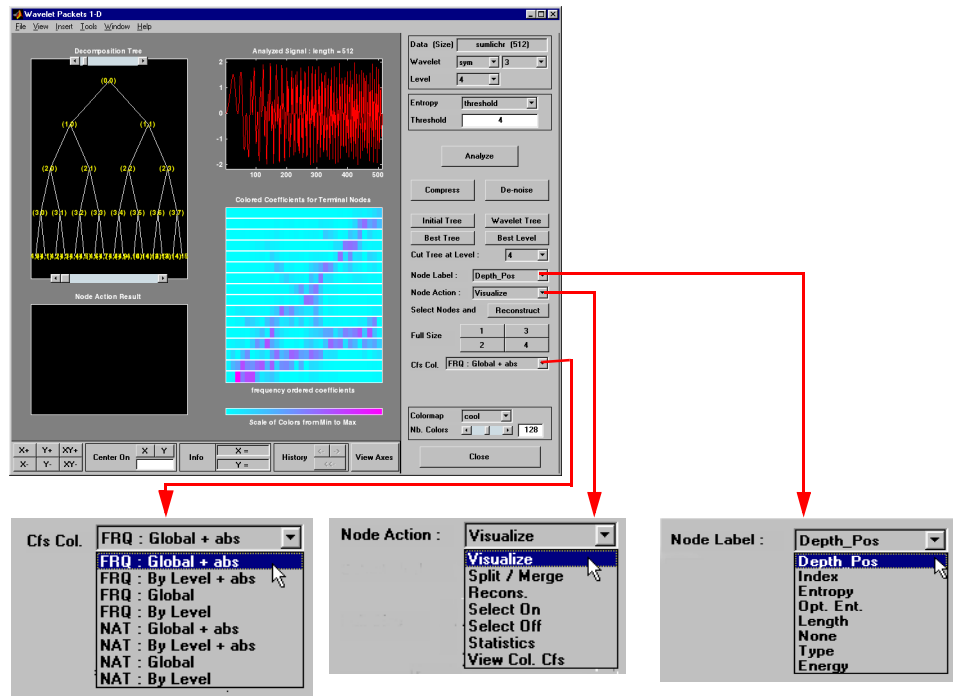 Wavelet Packets 1-D
File View Insert Tools Window Help
Decomposition Tree
(0,0)
(1,0) (1,1)
(2,0) (2,1) (2,2) (2,3)
(3,0) (3,1) (3,2) (3,3) (3,4) (3,5) (3,6) (3,7)
Node Action Result
Analyzed Signal : length = 512
2
1
0
-1
-2
100 200 300 400 500
Colored Coefficients for Terminal Nodes
frequency ordered coefficients
Scale of Colors from Min to Max
Data (Size) sumlichr (512)
Wavelet sym 3
Level 4
Entropy threshold
Threshold 4
Analyze
Compress De-noise
Initial Tree Wavelet Tree
Best Tree Best Level
Cut Tree at Level : 4
Node Label : Depth_Pos
Node Action : Visualize
Select Nodes and Reconstruct
Full Size 1 3
2 4
Cfs Col. FRQ : Global + abs
Colormap cool
Nb. Colors 128
Close
X+ Y+ XY+
X- Y- XY-
Center On X Y
Info X =
Y =
History <- ->
<<-
View Axes
Cfs Col. FRQ : Global + abs
FRQ : Global + abs
FRQ : By Level + abs
FRQ : Global
FRQ : By Level
NAT : Global + abs
NAT : By Level + abs
NAT : Global
NAT : By Level
Node Action : Visualize
Visualize
Split / Merge
Recons.
Select On
Select Off
Statistics
View Col. Cfs
Node Label : Depth_Pos
Depth_Pos
Index
Entropy
Opt. Ent.
Length
None
Type
Energy